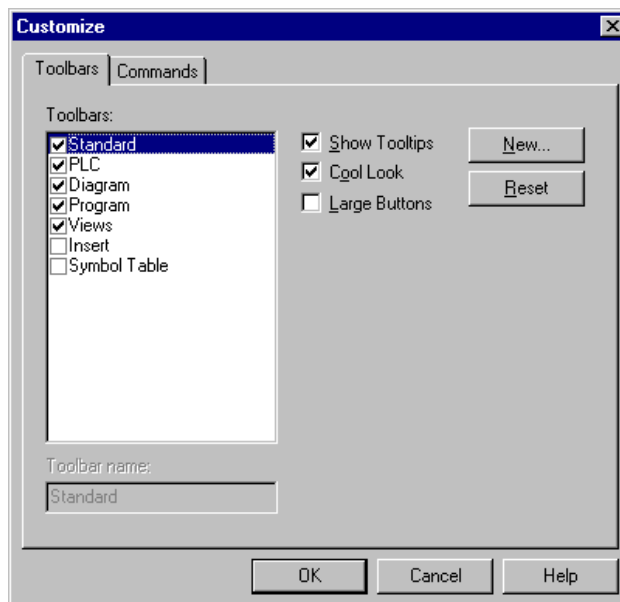 Customize
Toolbars
Commands
Toolbars:
Standard
PLC
Diagram
Program
Views
Insert
Symbol Table
Show Tooltips
Cool Look
Large Buttons
New...
Reset
Toolbar name:
Standard
OK
Cancel
Help